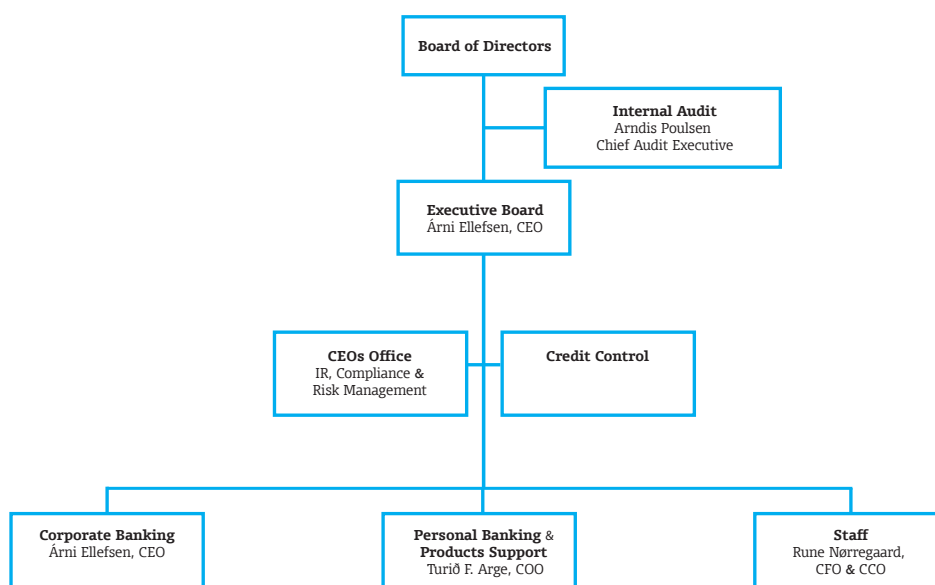 Board of Directors
Internal Audit
Arndis Poulsen
Chief Audit Executive
Executive Board
Árni Ellefsen, CEO
CEOs Office
IR, Compliance &
Risk Management
Credit Control
Corporate Banking
Árni Ellefsen, CEO
Personal Banking &
Products Support
Turið F. Arge, COO
Staff
Rune Nørregaard,
CFO & CCO